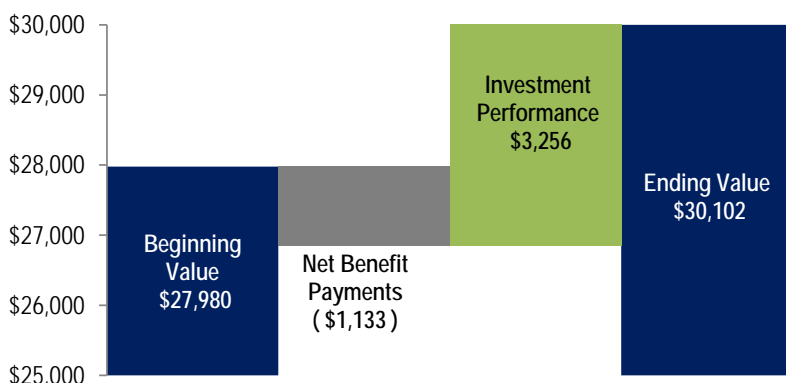 $30,000
$29,000
$28,000
$27,000
$26,000
$25,000
Beginning
Value
$27,980
Net Benefit
Payments
( $1,133 )
Investment
Performance
$3,256
Ending Value
$30,102